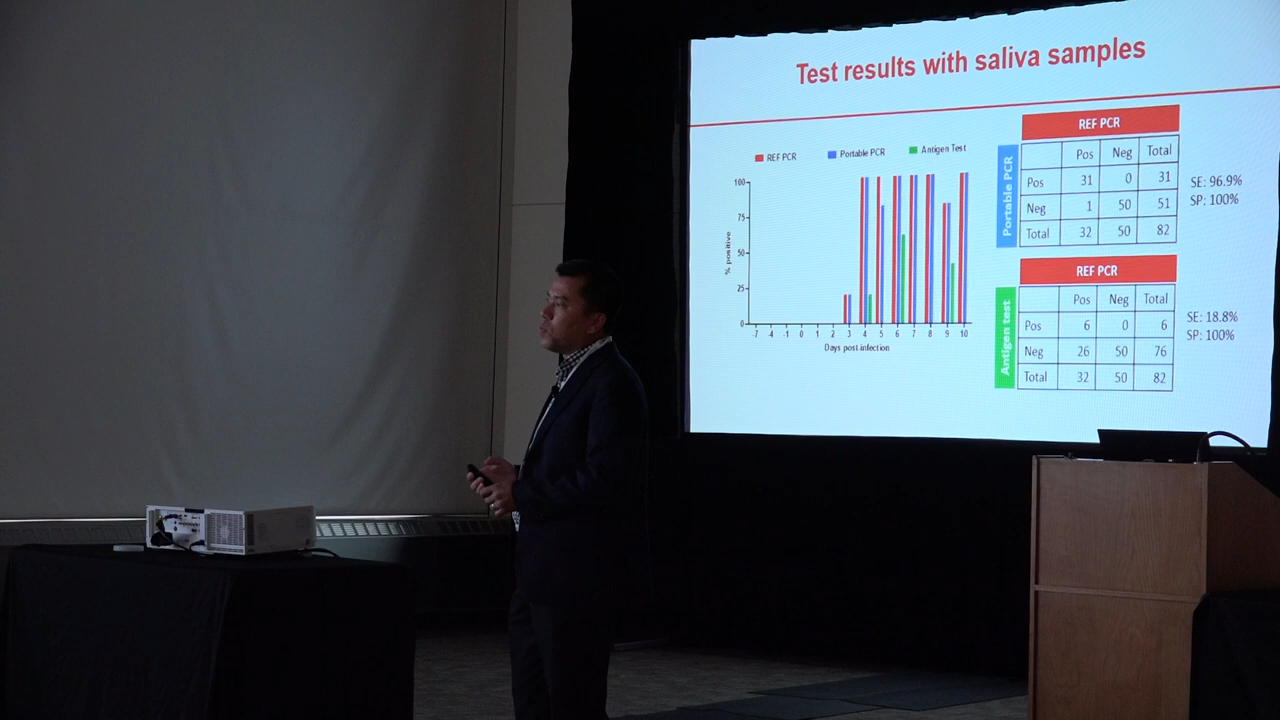 Test results with saliva samples
REF PCR
Portable PCR
Antigen Test
% positive
100
75
50
25
0
-7 -4 -1 0 1 2 3 4 5 6 7 8 9 10
Days post infection
REF PCR
Portable PCR
Pos Neg Total
Pos 31 0 31
Neg 1 50 51
Total 32 50 82
SE: 96.9%
SP: 100%
REF PCR
Antigen test
Pos Neg Total
Pos 6 0 6
Neg 26 50 76
Total 32 50 82
SE: 18.8%
SP: 100%